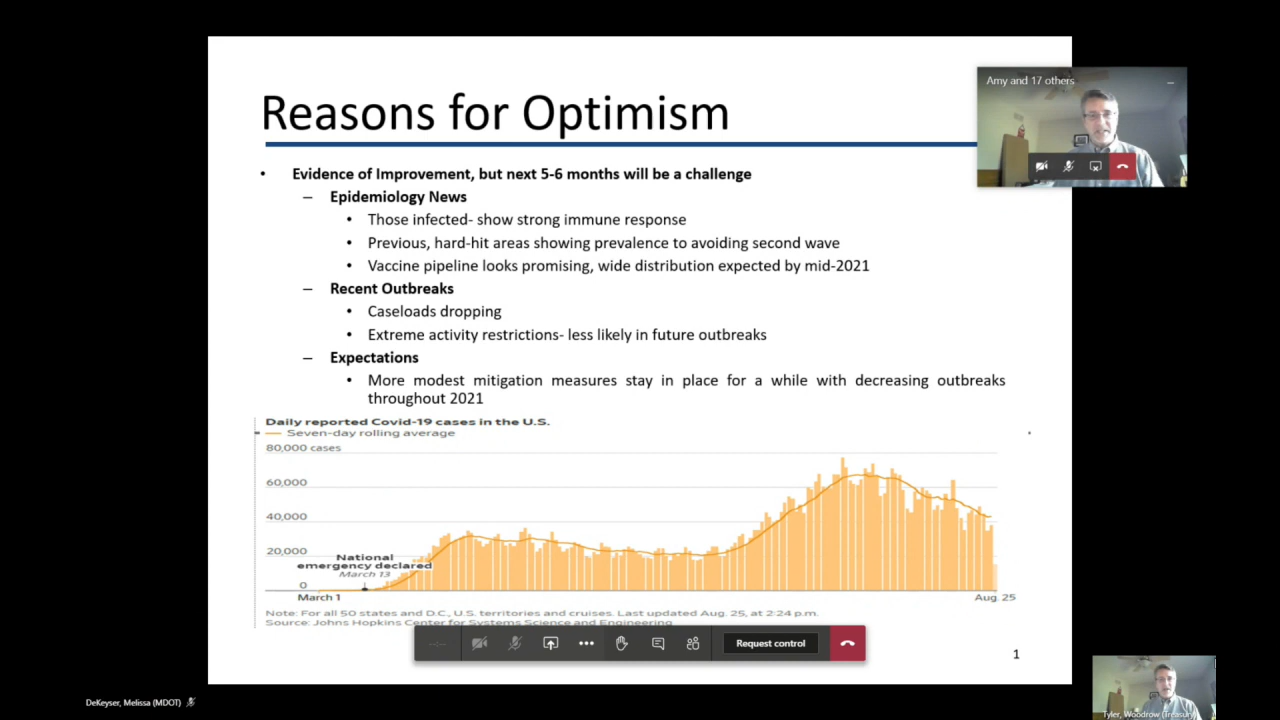 Reasons for Optimism
Amy and 17 others
• Evidence of Improvement, but next 5-6 months will be a challenge
– Epidemiology News
• Those infected- show strong immune response
• Previous, hard-hit areas showing prevalence to avoiding second wave
• Vaccine pipeline looks promising, wide distribution expected by mid-2021
– Recent Outbreaks
• Caseloads dropping
• Extreme activity restrictions- less likely in future outbreaks
– Expectations
• More modest mitigation measures stay in place for a while with decreasing outbreaks
throughout 2021
Daily reported Covid-19 cases in the U.S.
Seven-day rolling average
80,000 cases
60,000
40,000
20,000
National
emergency declared
March 13
0
March 1
Aug. 25
Note: For all 50 states and D.C., U.S. territories and cruises. Last updated Aug. 25, at 2:24 p.m.
Source: Johns Hopkins Center for Systems Science and Engineering
Request control
1
DeKeyser, Melissa (MDOT)
Tyler, Woodrow (Treasury)